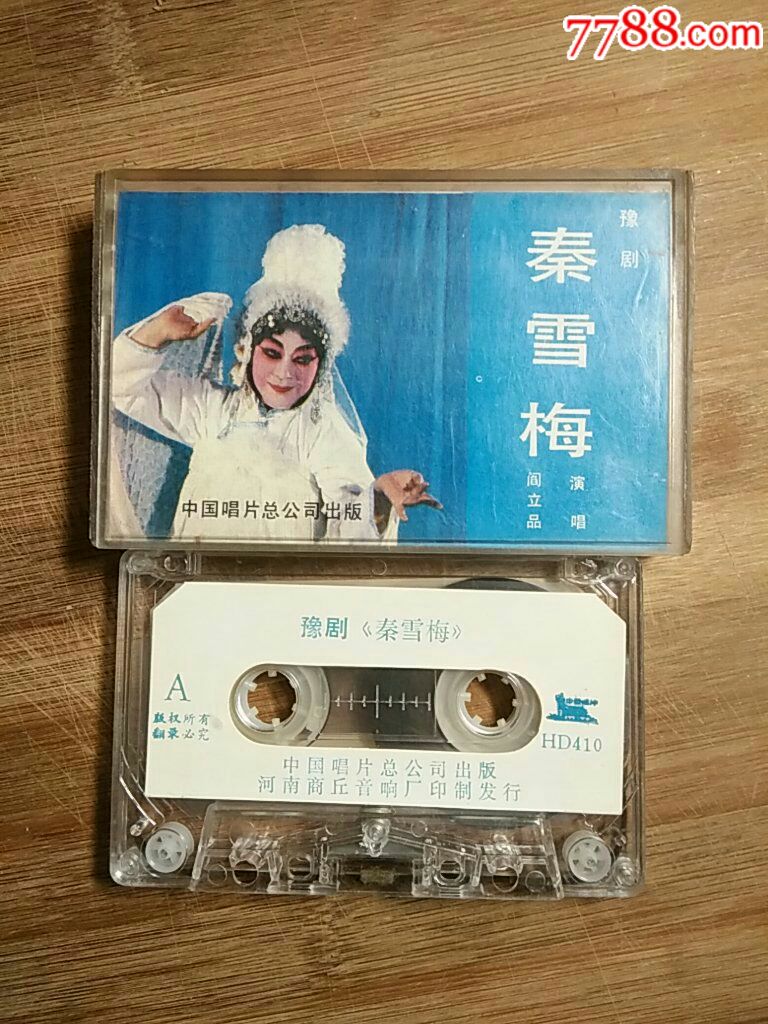 7788.com
豫剧
秦雪梅
演唱
阎立品
中国唱片总公司出版
豫剧《秦雪梅》
A
版权所有
翻录必究
HD410
中国唱片总公司出版
河南商丘音响厂印制发行